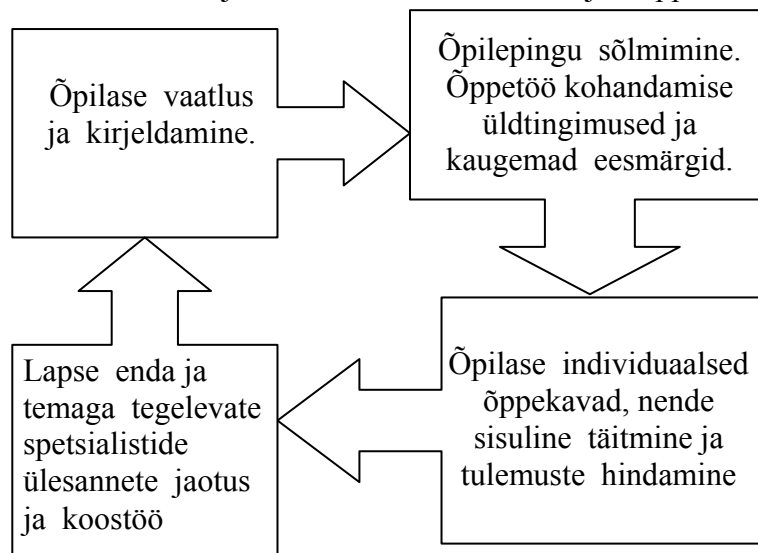 Õpilase vaatlus
ja kirjeldamine.
Õpilepingu sõlmimine.
Õppetöö kohandamise
üldtingimused ja
kaugemad eesmärgid.
Õpilase individuaalsed
õppekavad, nende
sisuline täitmine ja
tulemuste hindamine
Lapse enda ja
temaga tegelevate
spetsialistide
ülesannete jaotus
ja koostöö